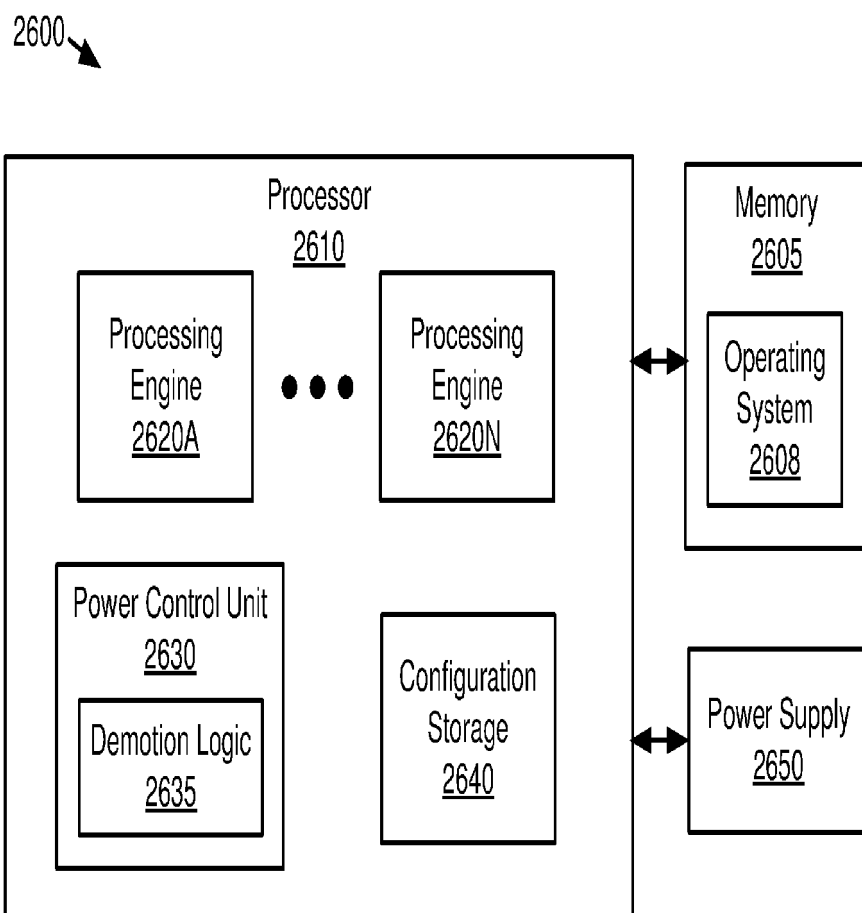 2600
Processor
2610
Processing
Engine
2620A
Processing
Engine
2620N
Power Control Unit
2630
Demotion Logic
2635
Configuration
Storage
2640
Memory
2605
Operating
System
2608
Power Supply
2650